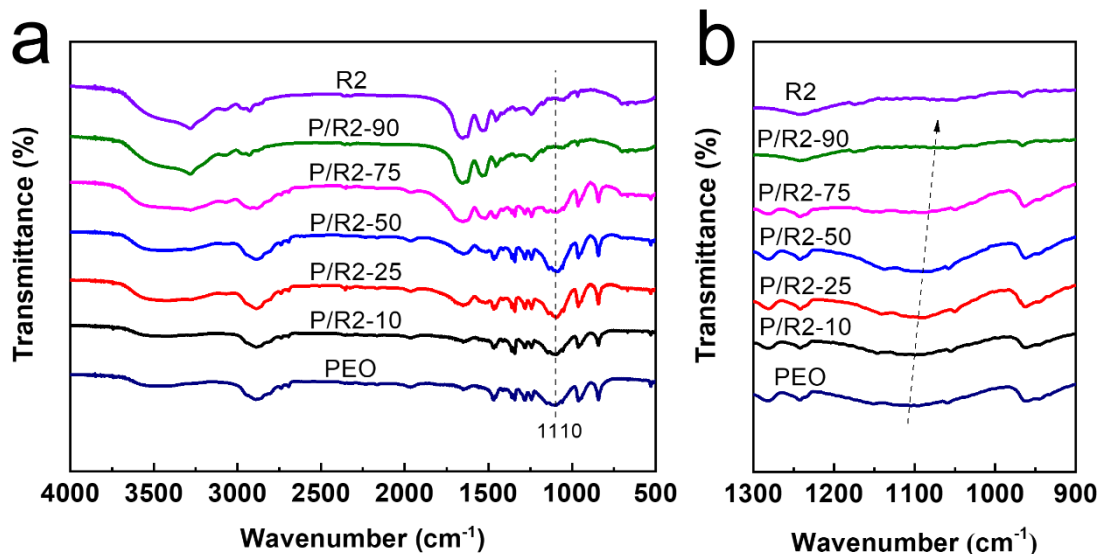 a
Transmittance (%)
R2
P/R2-90
P/R2-75
P/R2-50
P/R2-25
P/R2-10
PEO
1110
4000 3500 3000 2500 2000 1500 1000 500
Wavenumber (cm⁻¹)
b
Transmittance (%)
R2
P/R2-90
P/R2-75
P/R2-50
P/R2-25
P/R2-10
PEO
1300 1200 1100 1000 900
Wavenumber (cm⁻¹)